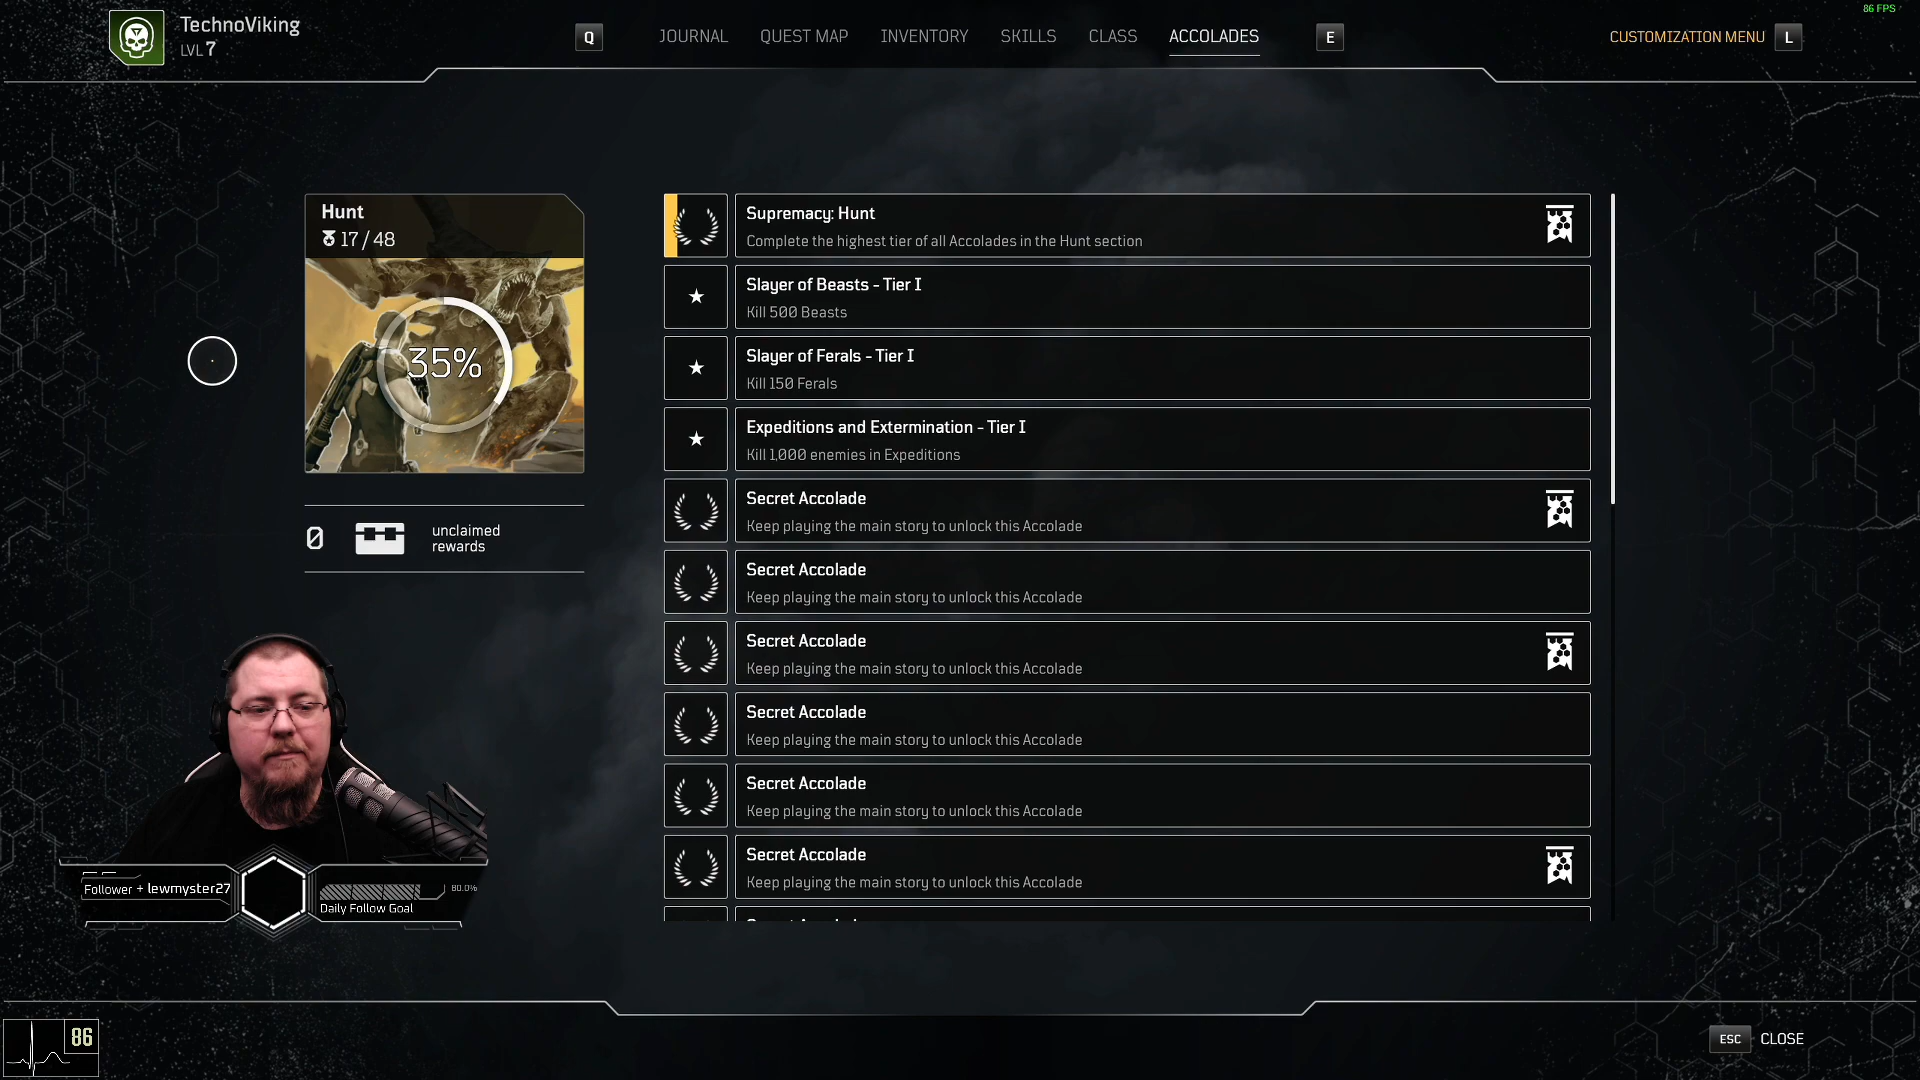 86 FPS
TechnoViking
LVL 7
Q
JOURNAL
QUEST MAP
INVENTORY
SKILLS
CLASS
ACCOLADES
E
CUSTOMIZATION MENU
L
Hunt
17 / 48
35%
0
unclaimed
rewards
Supremacy: Hunt
Complete the highest tier of all Accolades in the Hunt section
Slayer of Beasts - Tier I
Kill 500 Beasts
Slayer of Ferals - Tier I
Kill 150 Ferals
Expeditions and Extermination - Tier I
Kill 1,000 enemies in Expeditions
Secret Accolade
Keep playing the main story to unlock this Accolade
Secret Accolade
Keep playing the main story to unlock this Accolade
Secret Accolade
Keep playing the main story to unlock this Accolade
Secret Accolade
Keep playing the main story to unlock this Accolade
Secret Accolade
Keep playing the main story to unlock this Accolade
Secret Accolade
Keep playing the main story to unlock this Accolade
Follower + lewmyster27
80.0%
Daily Follow Goal
86
ESC
CLOSE